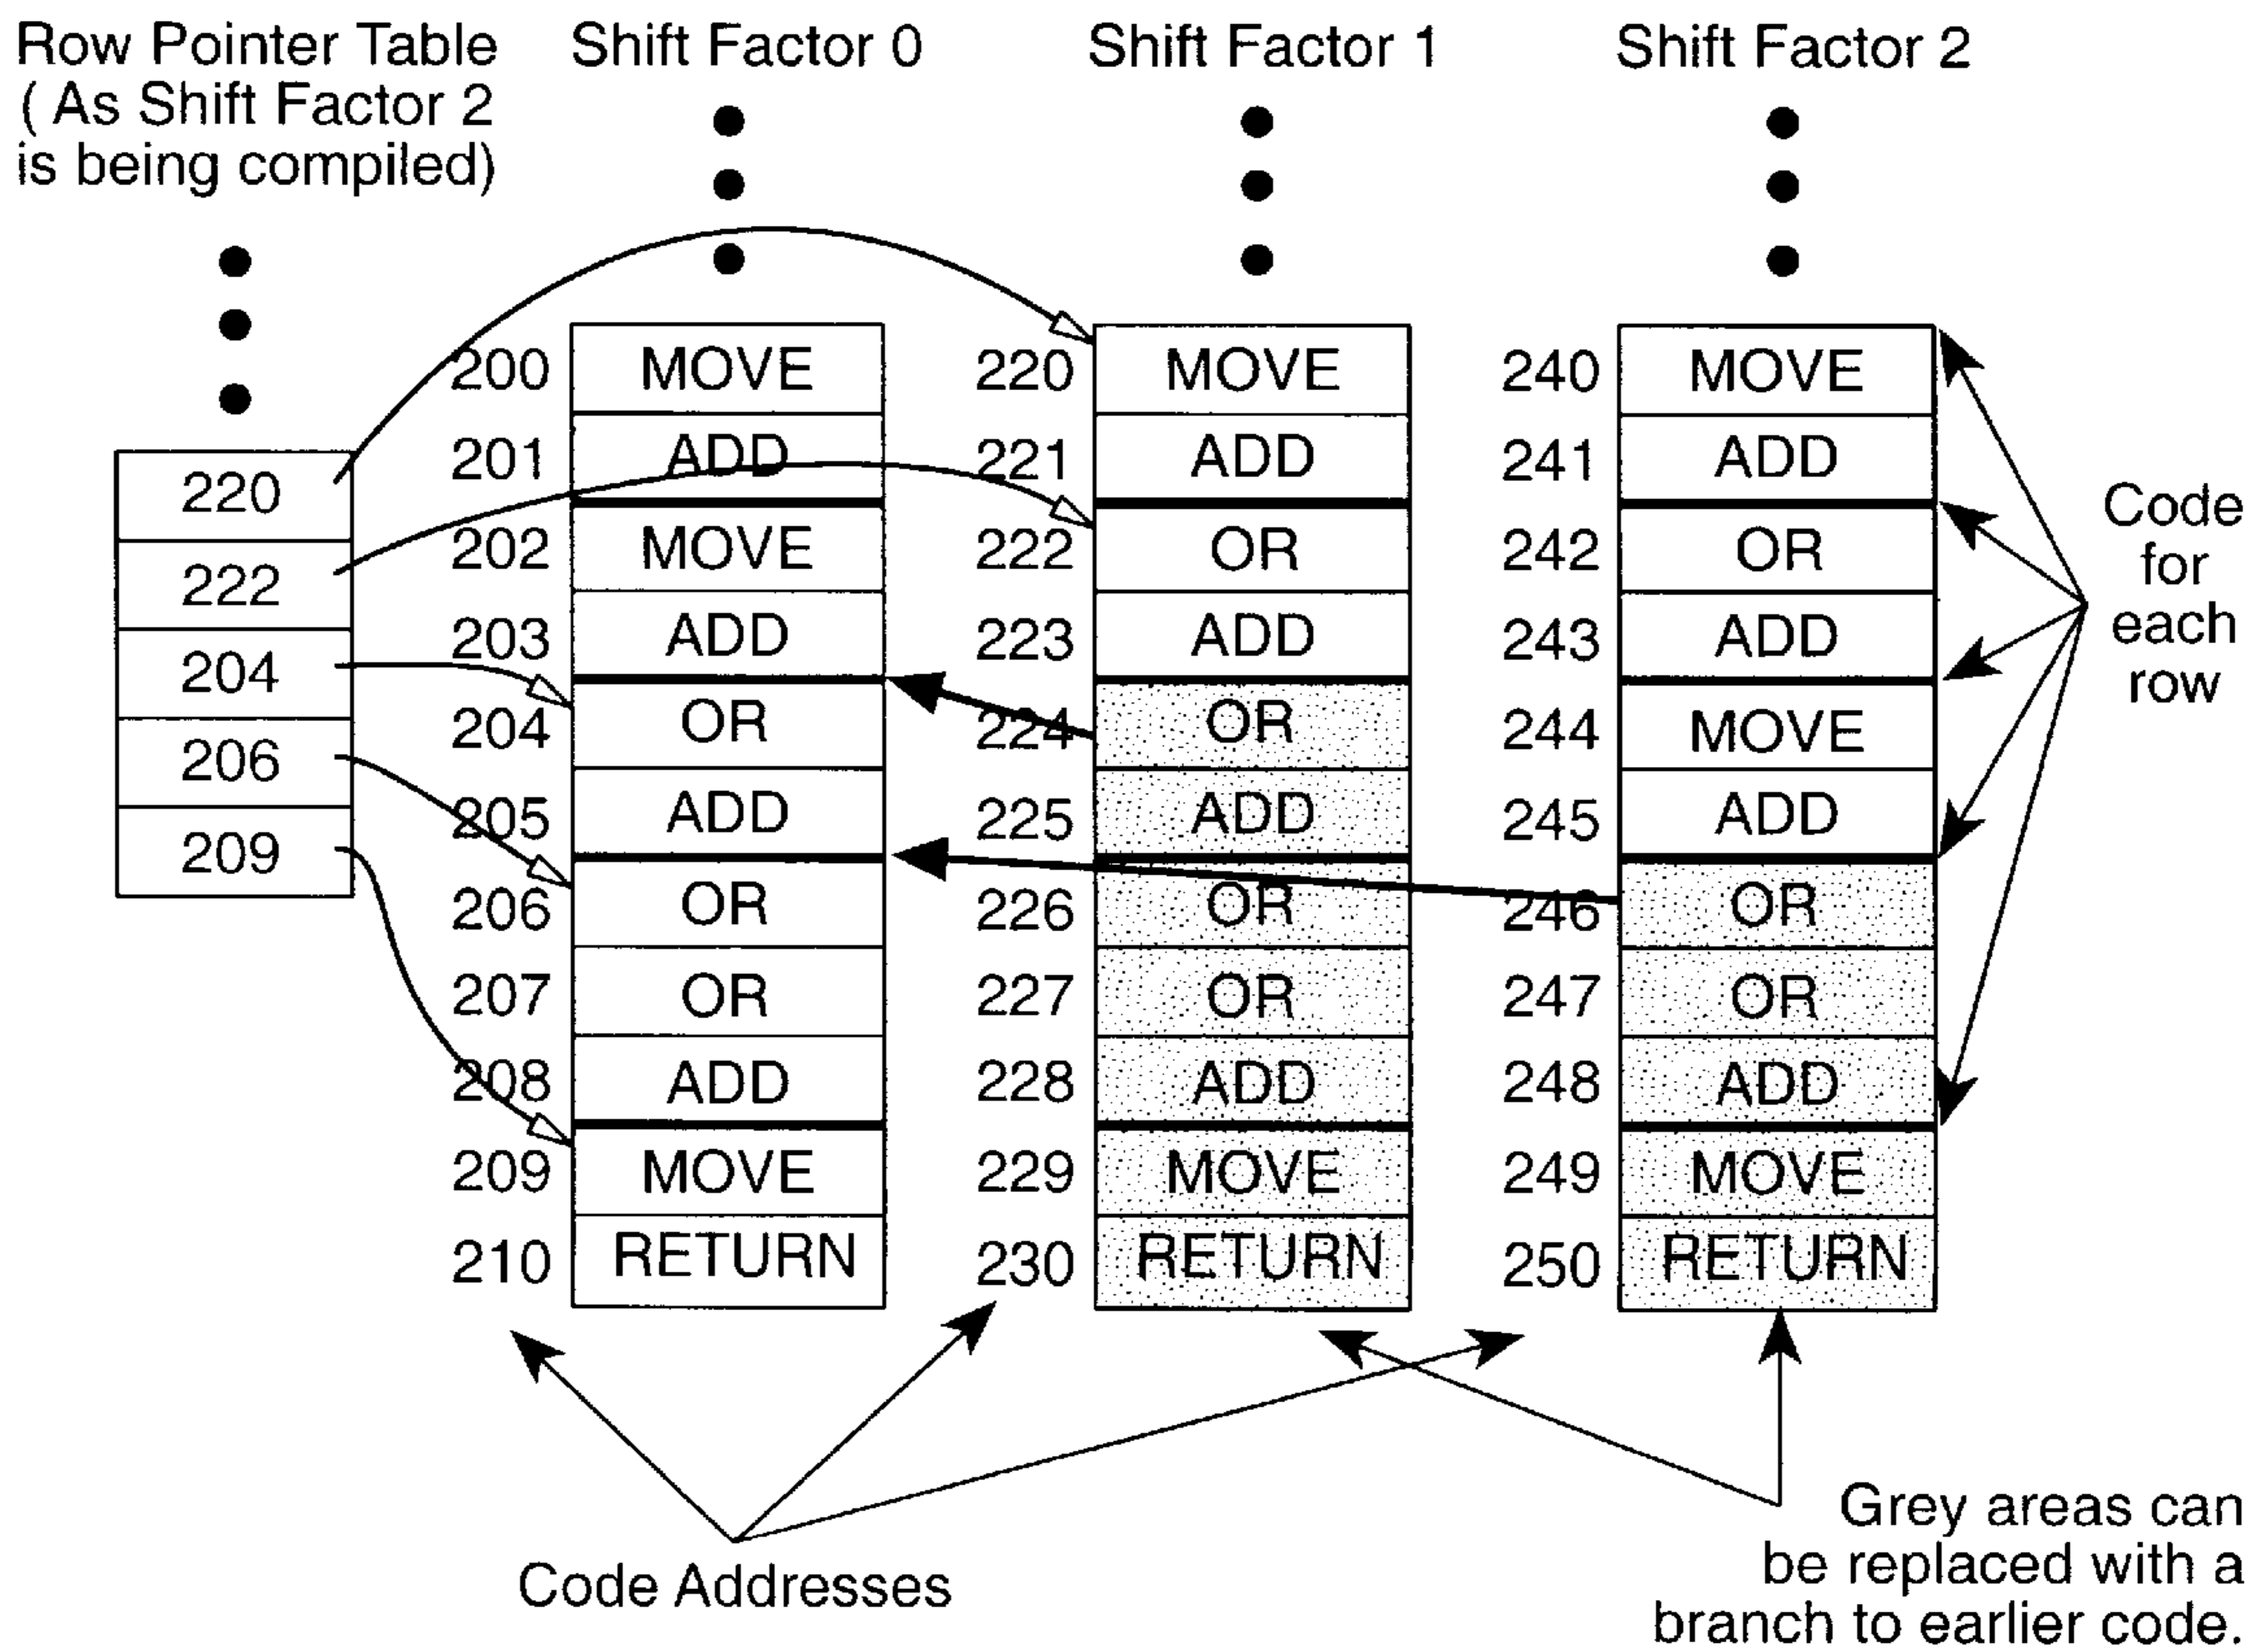 Row Pointer Table
( As Shift Factor 2
is being compiled)
Shift Factor 0
Shift Factor 1
Shift Factor 2
220
222
204
206
209
200 MOVE
201 ADD
202 MOVE
203 ADD
204 OR
205 ADD
206 OR
207 OR
208 ADD
209 MOVE
210 RETURN
220 MOVE
221 ADD
222 OR
223 ADD
224 OR
225 ADD
226 OR
227 OR
228 ADD
229 MOVE
230 RETURN
240 MOVE
241 ADD
242 OR
243 ADD
244 MOVE
245 ADD
246 OR
247 OR
248 ADD
249 MOVE
250 RETURN
Code
for
each
row
Code Addresses
Grey areas can
be replaced with a
branch to earlier code.